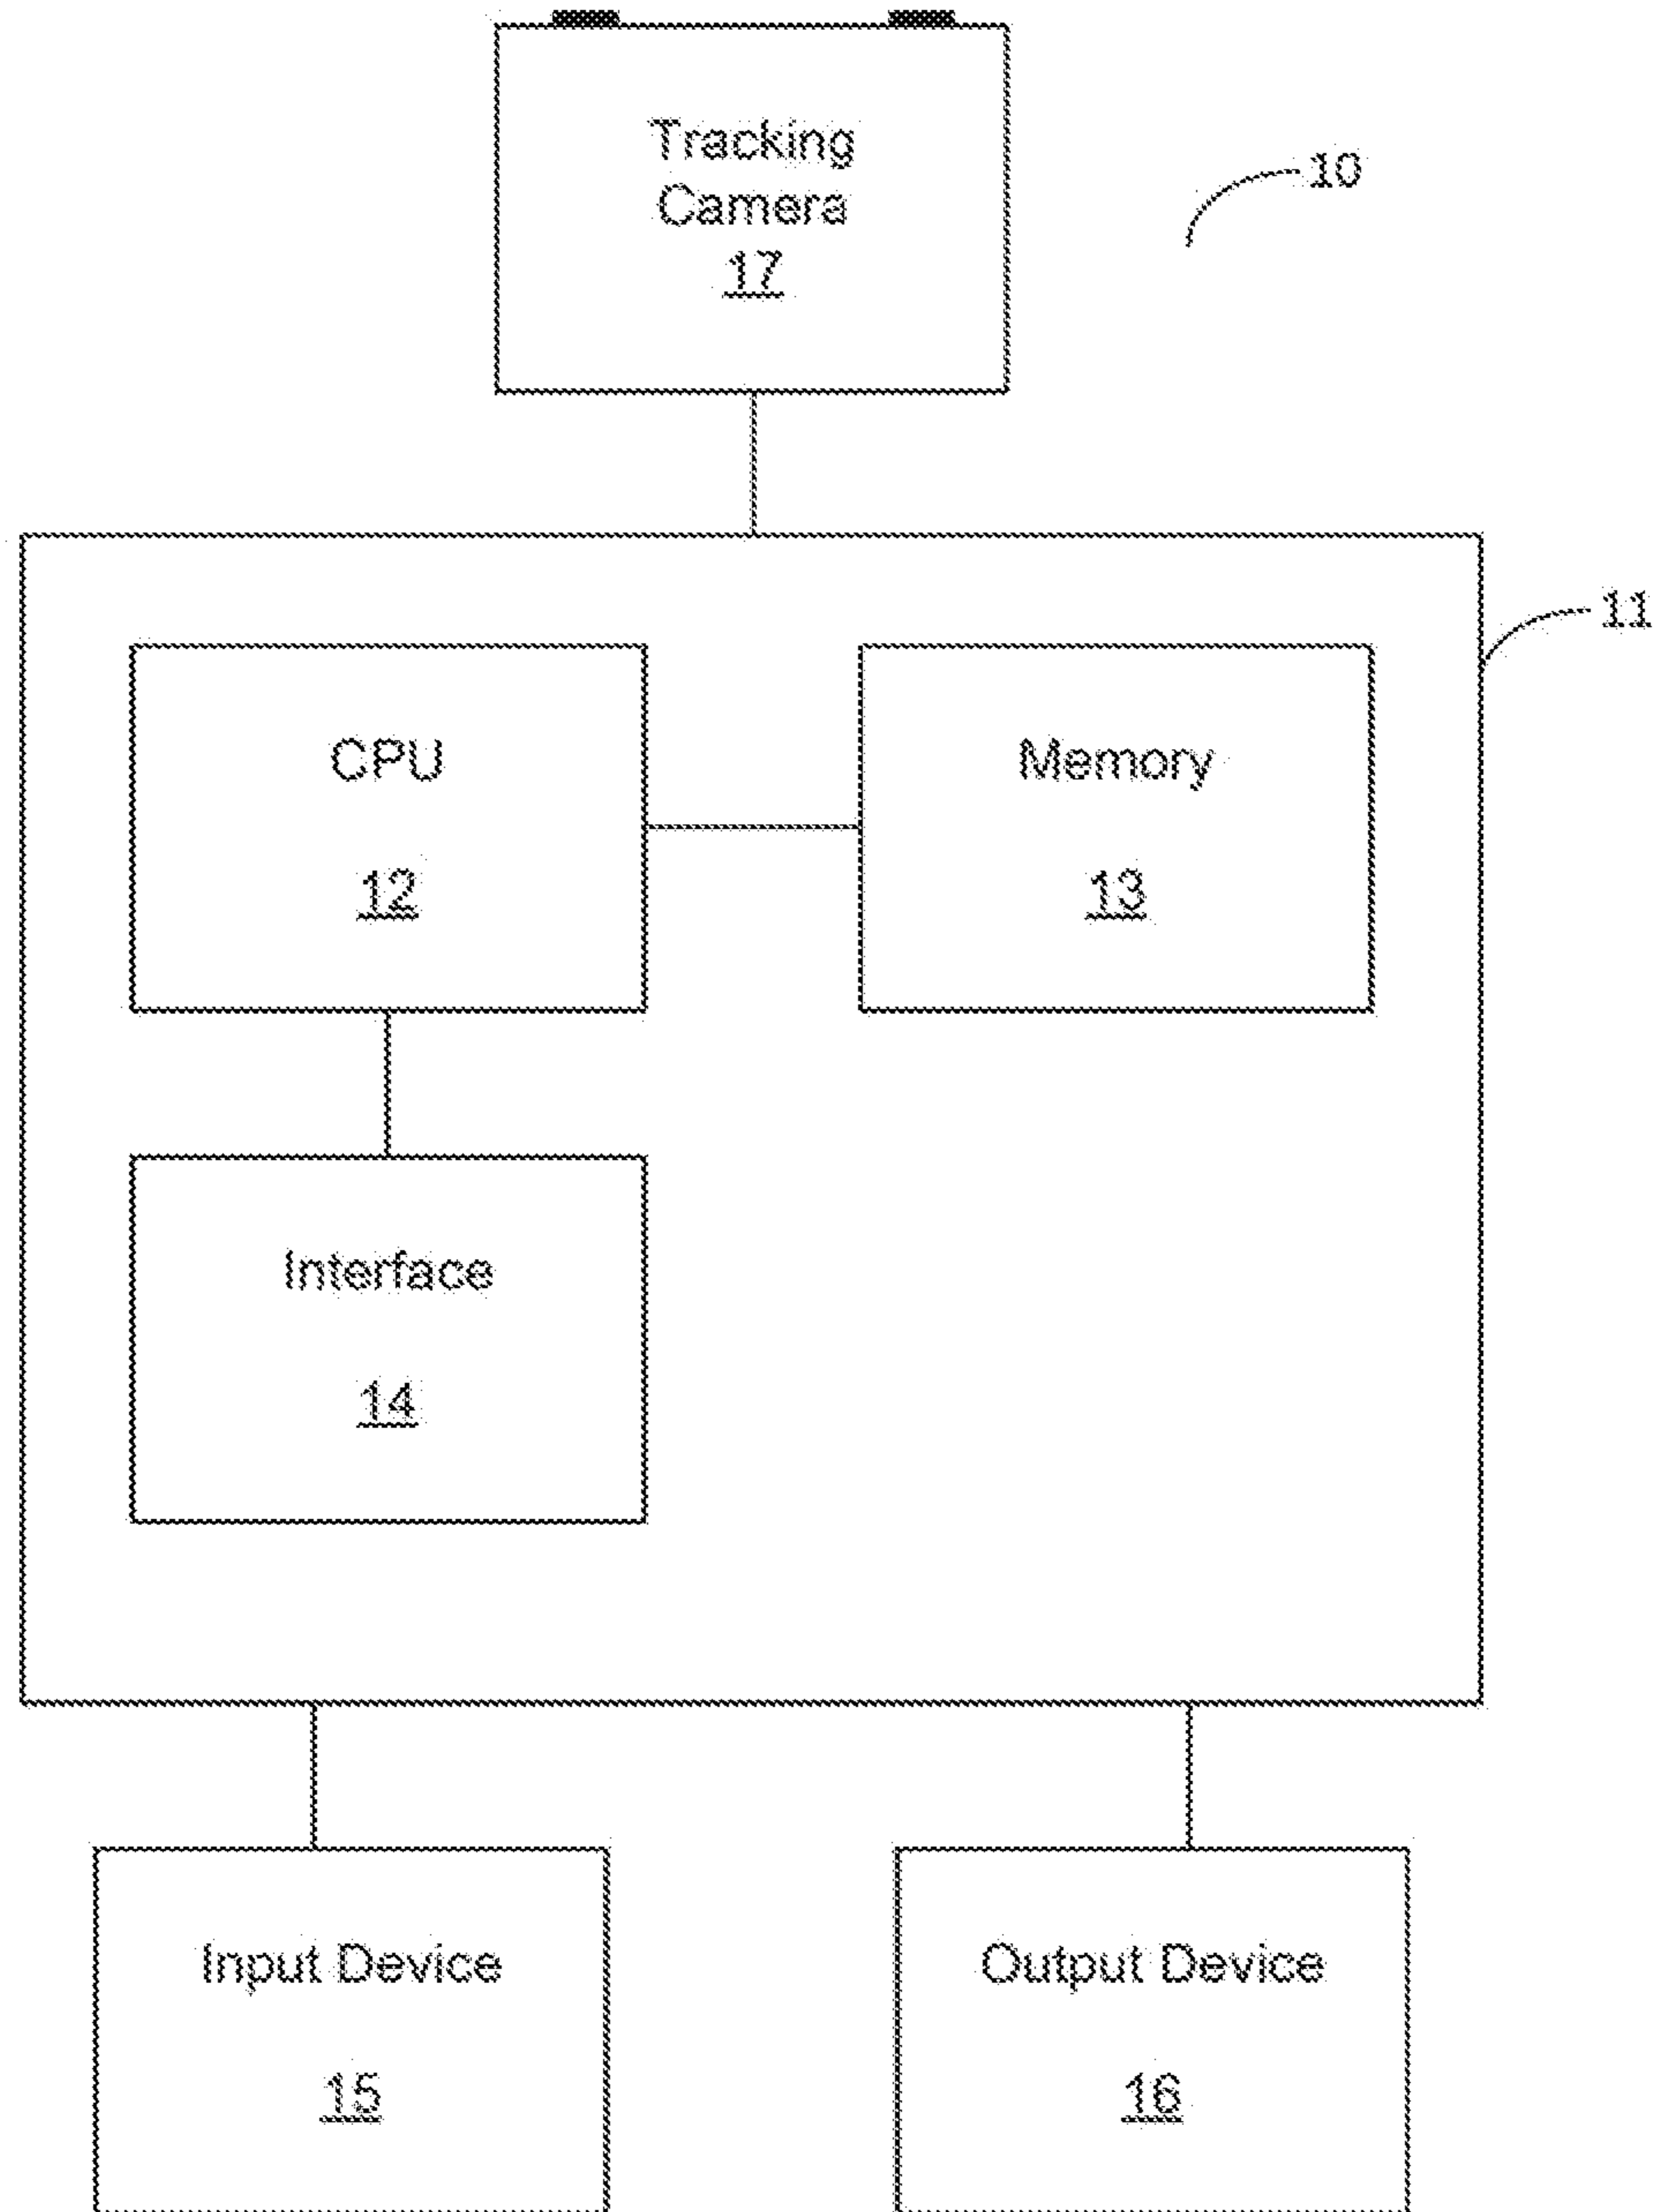 Tracking
Camera
17
10
11
CPU
12
Memory
13
Interface
14
Input Device
15
Output Device
16